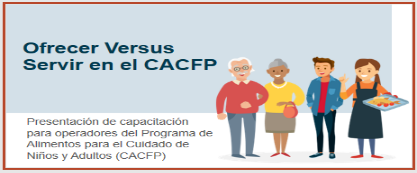 Ofrecer Versus
Servir en el CACFP
Presentación de capacitación
para operadores del Programa de
Alimentos para el Cuidado de
Niños y Adultos (CACFP)